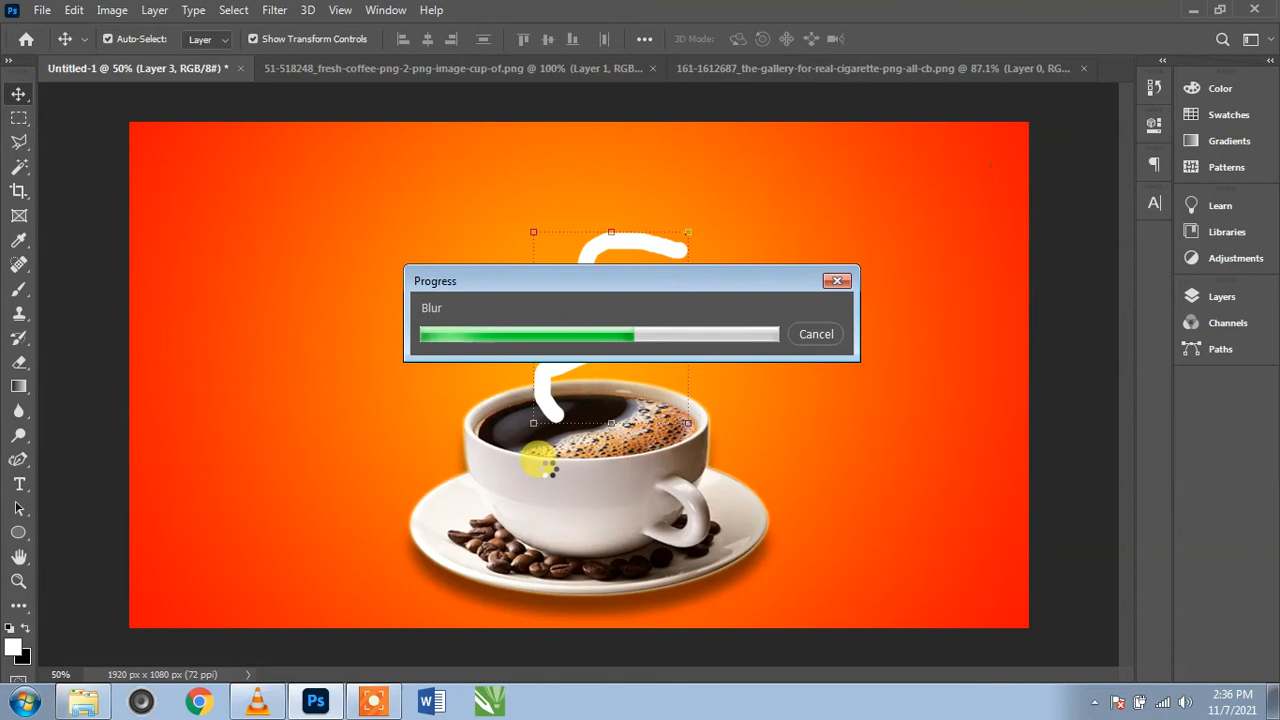 Ps File Edit Image Layer Type Select Filter 3D View Window Help
Auto-Select: Layer Show Transform Controls 3D Mode:
Untitled-1 @ 50% (Layer 3, RGB/8#) * 51-518248_fresh-coffee-png-2-png-image-cup-of.png @ 100% (Layer 1, RGB... 161-1612687_the-gallery-for-real-cigarette-png-all-cb.png @ 87.1% (Layer 0, RG...
Color
Swatches
Gradients
Patterns
Learn
Libraries
Adjustments
Layers
Channels
Paths
Progress
Blur
Cancel
50% 1920 px x 1080 px (72 ppi)
Ps W 2:36 PM
11/7/2021